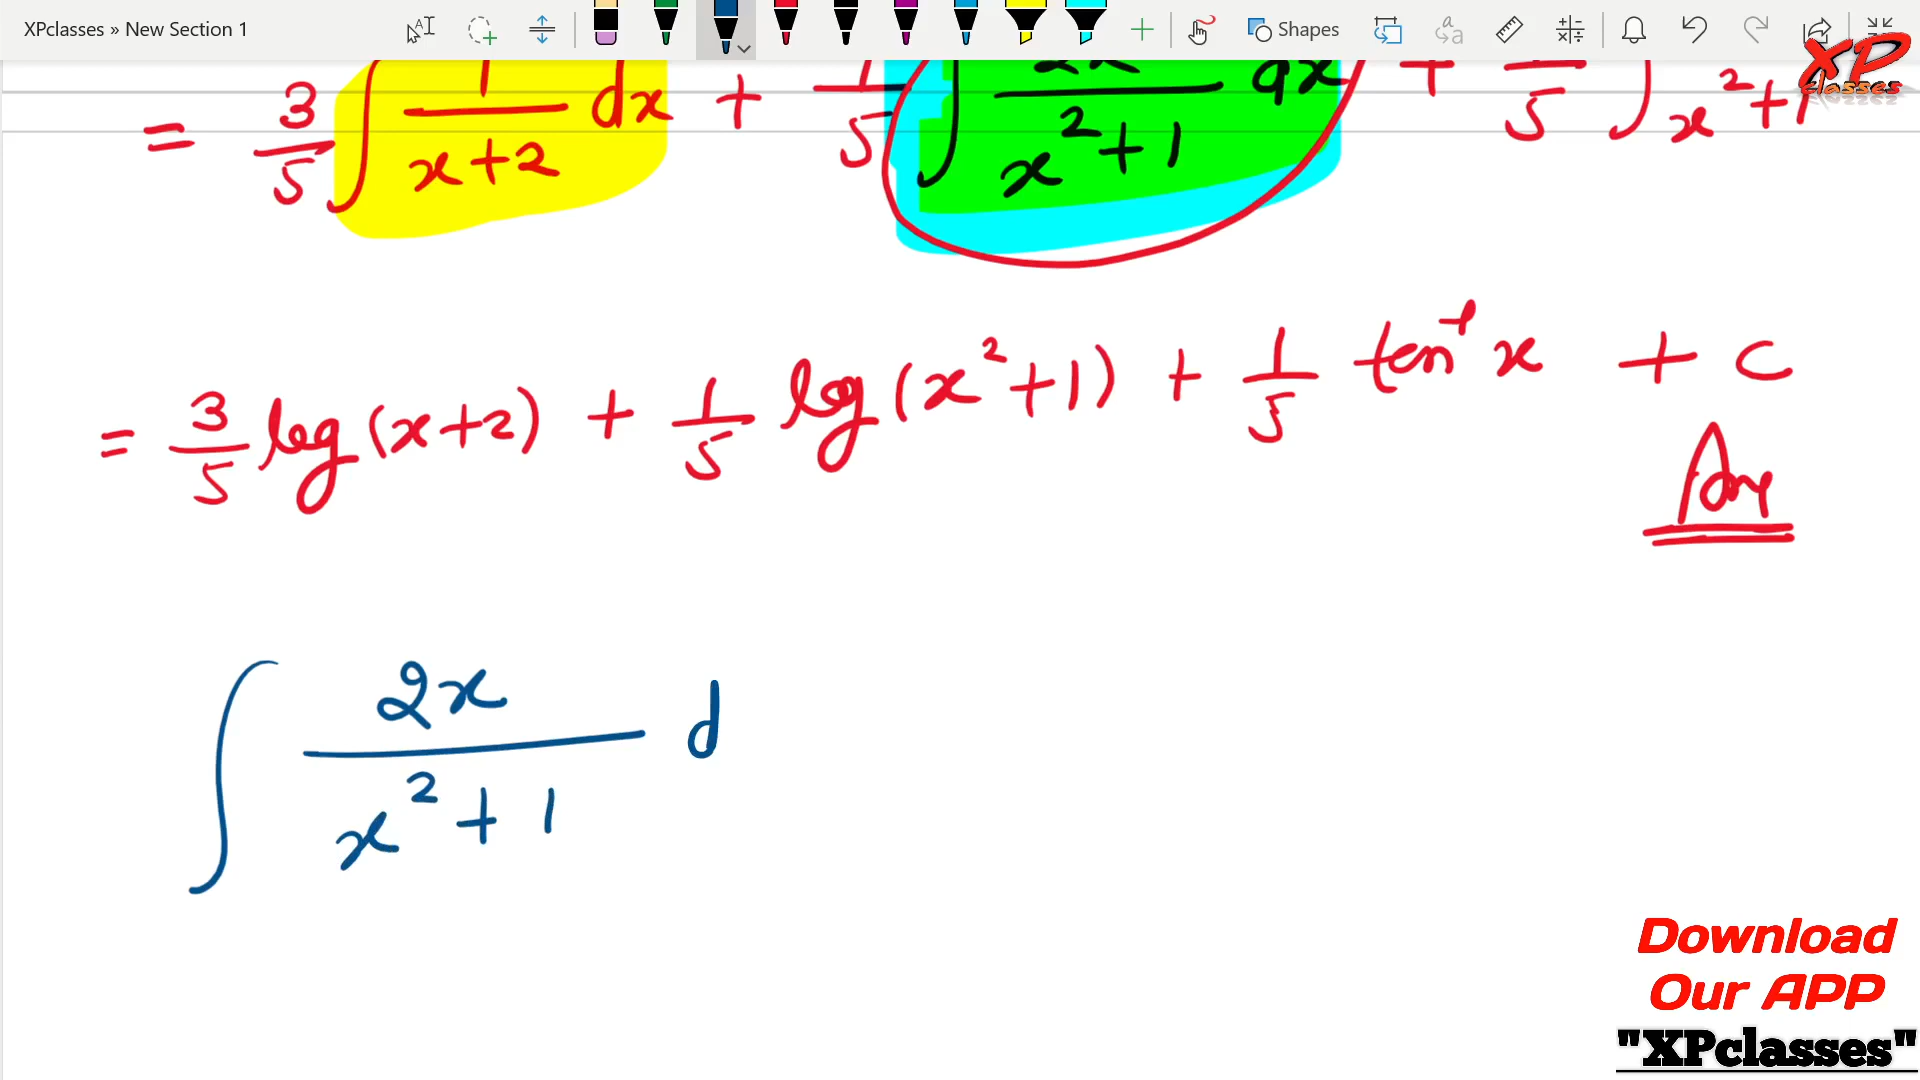 XPclasses » New Section 1
Shapes
XP
classes
= 3/5 ∫ 1/(x+2) dx + 1/5 ∫ 2x/(x²+1) dx + /5 ∫ x²+1
= 3/5 log(x+2) + 1/5 log(x²+1) + 1/5 tan⁻¹ x + c
Ans
∫ 2x/(x²+1) d
Download
Our APP
"XPclasses"